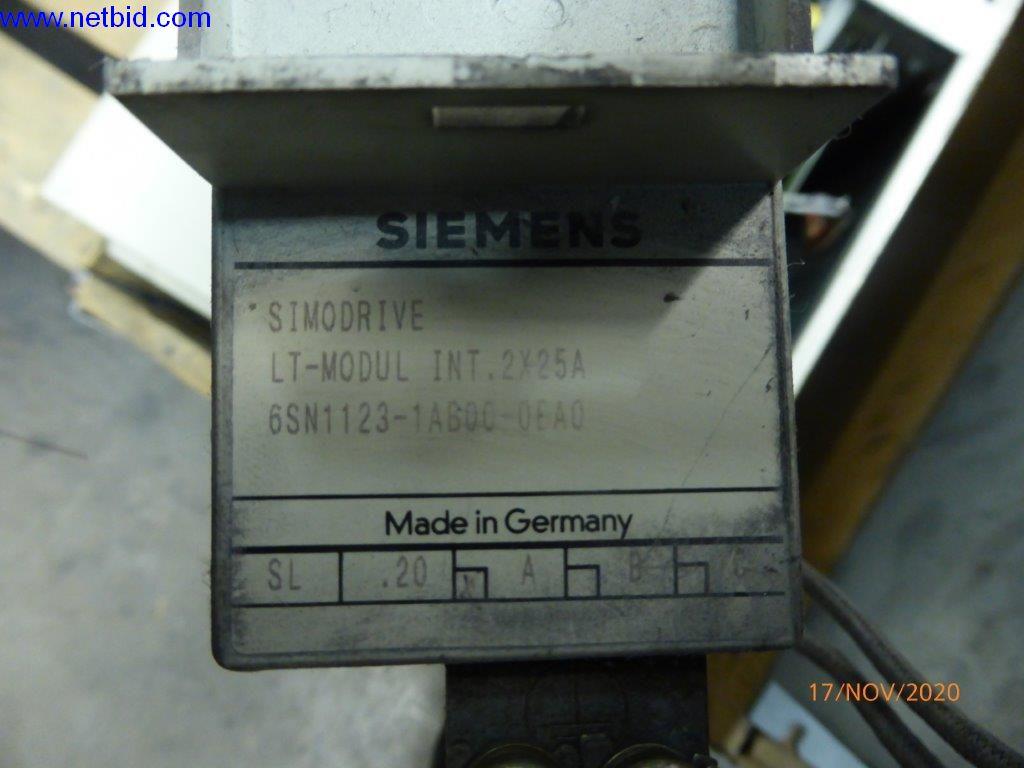 www.netbid.com
SIEMENS
SIMODRIVE
LT-MODUL INT.2X25A
6SN1123-1AB00-0EA0
Made in Germany
SL .20 A B C
17/NOV/2020